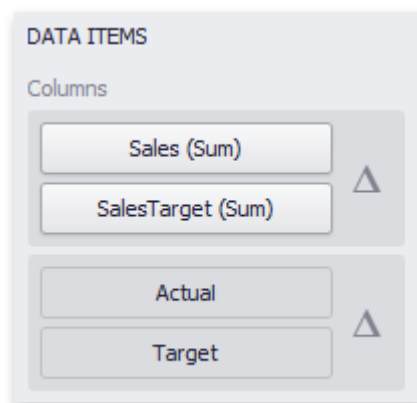 DATA ITEMS
Columns
Sales (Sum)
SalesTarget (Sum)
Δ
Actual
Target
Δ